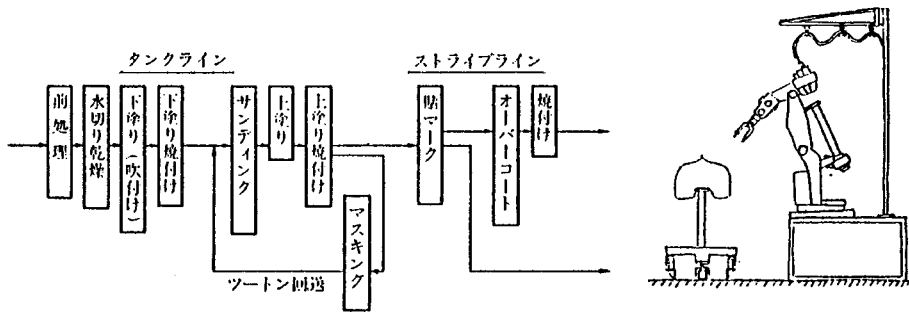 タンクライン
ストライプライン
前処理
水切り乾燥
下塗り(吹付け)
下塗り焼付け
サンディング
上塗り
上塗り焼付け
マスキング
ツートン回送
貼マーク
オーバーコート
焼付け